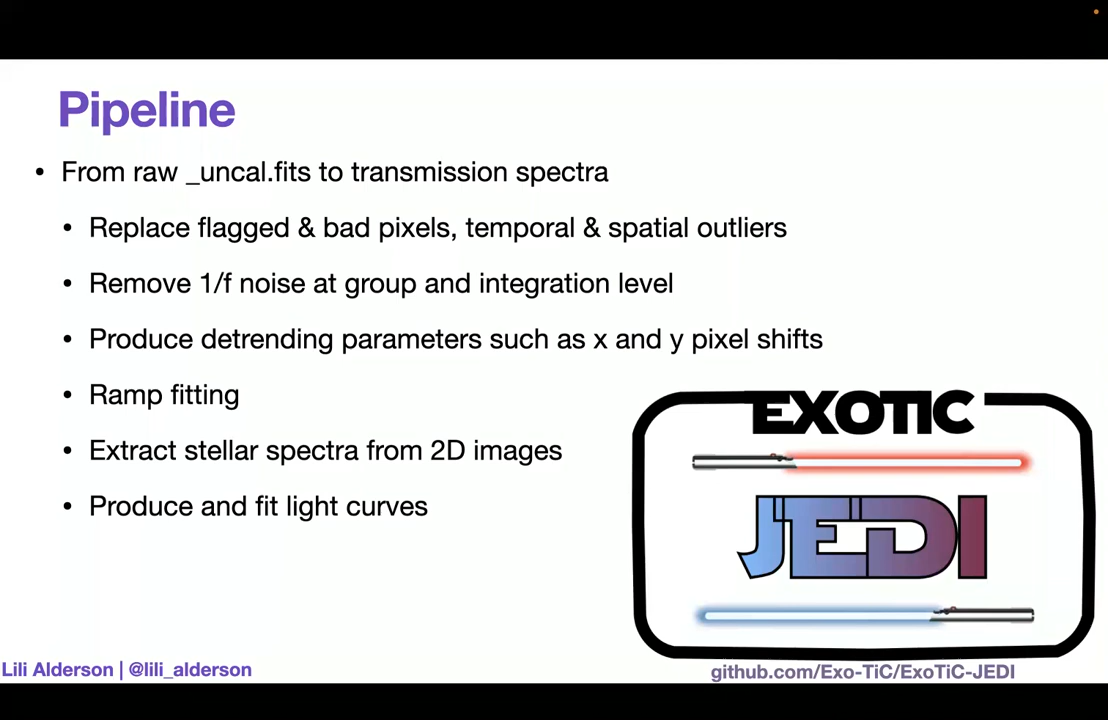 Pipeline
• From raw _uncal.fits to transmission spectra
• Replace flagged & bad pixels, temporal & spatial outliers
• Remove 1/f noise at group and integration level
• Produce detrending parameters such as x and y pixel shifts
• Ramp fitting
• Extract stellar spectra from 2D images
• Produce and fit light curves
EXOTIC
JEDI
Lili Alderson | @lili_alderson
github.com/Exo-TiC/ExoTiC-JEDI